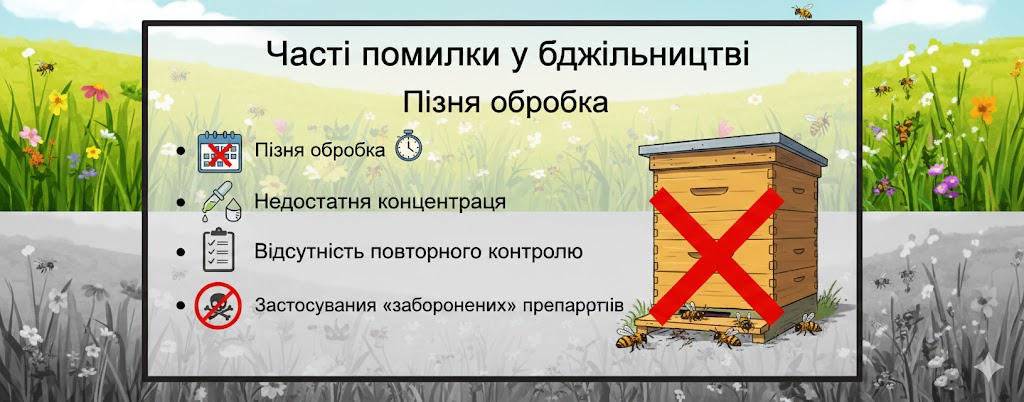 Часті помилки у бджільництві
Пізня обробка
Пізня обробка
Недостатня концентраця
Відсутність повторного контролю
Застосування «заборонених» препарртів